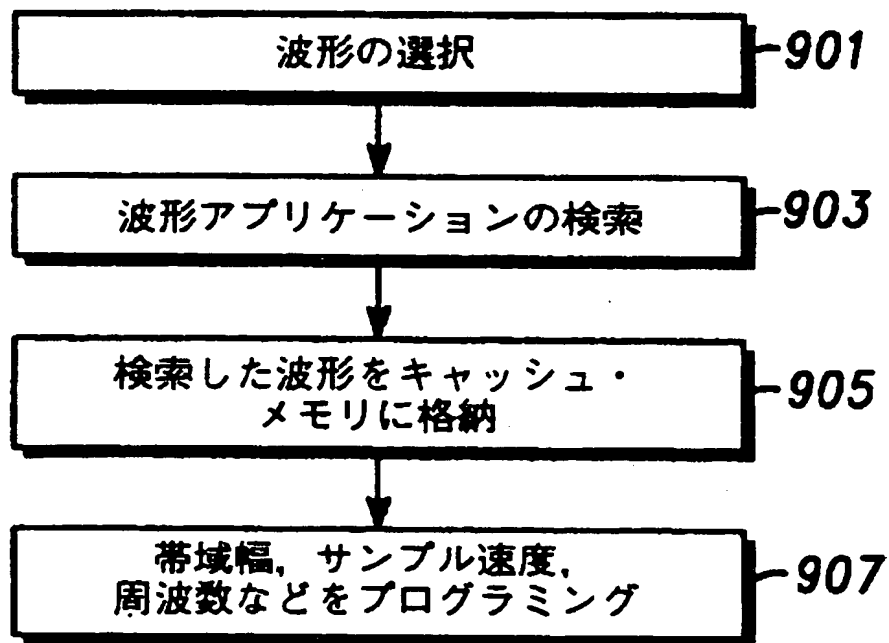 波形の選択
901
波形アプリケーションの検索
903
検索した波形をキャッシュ・
メモリに格納
905
帯域幅, サンプル速度,
周波数などをプログラミング
907